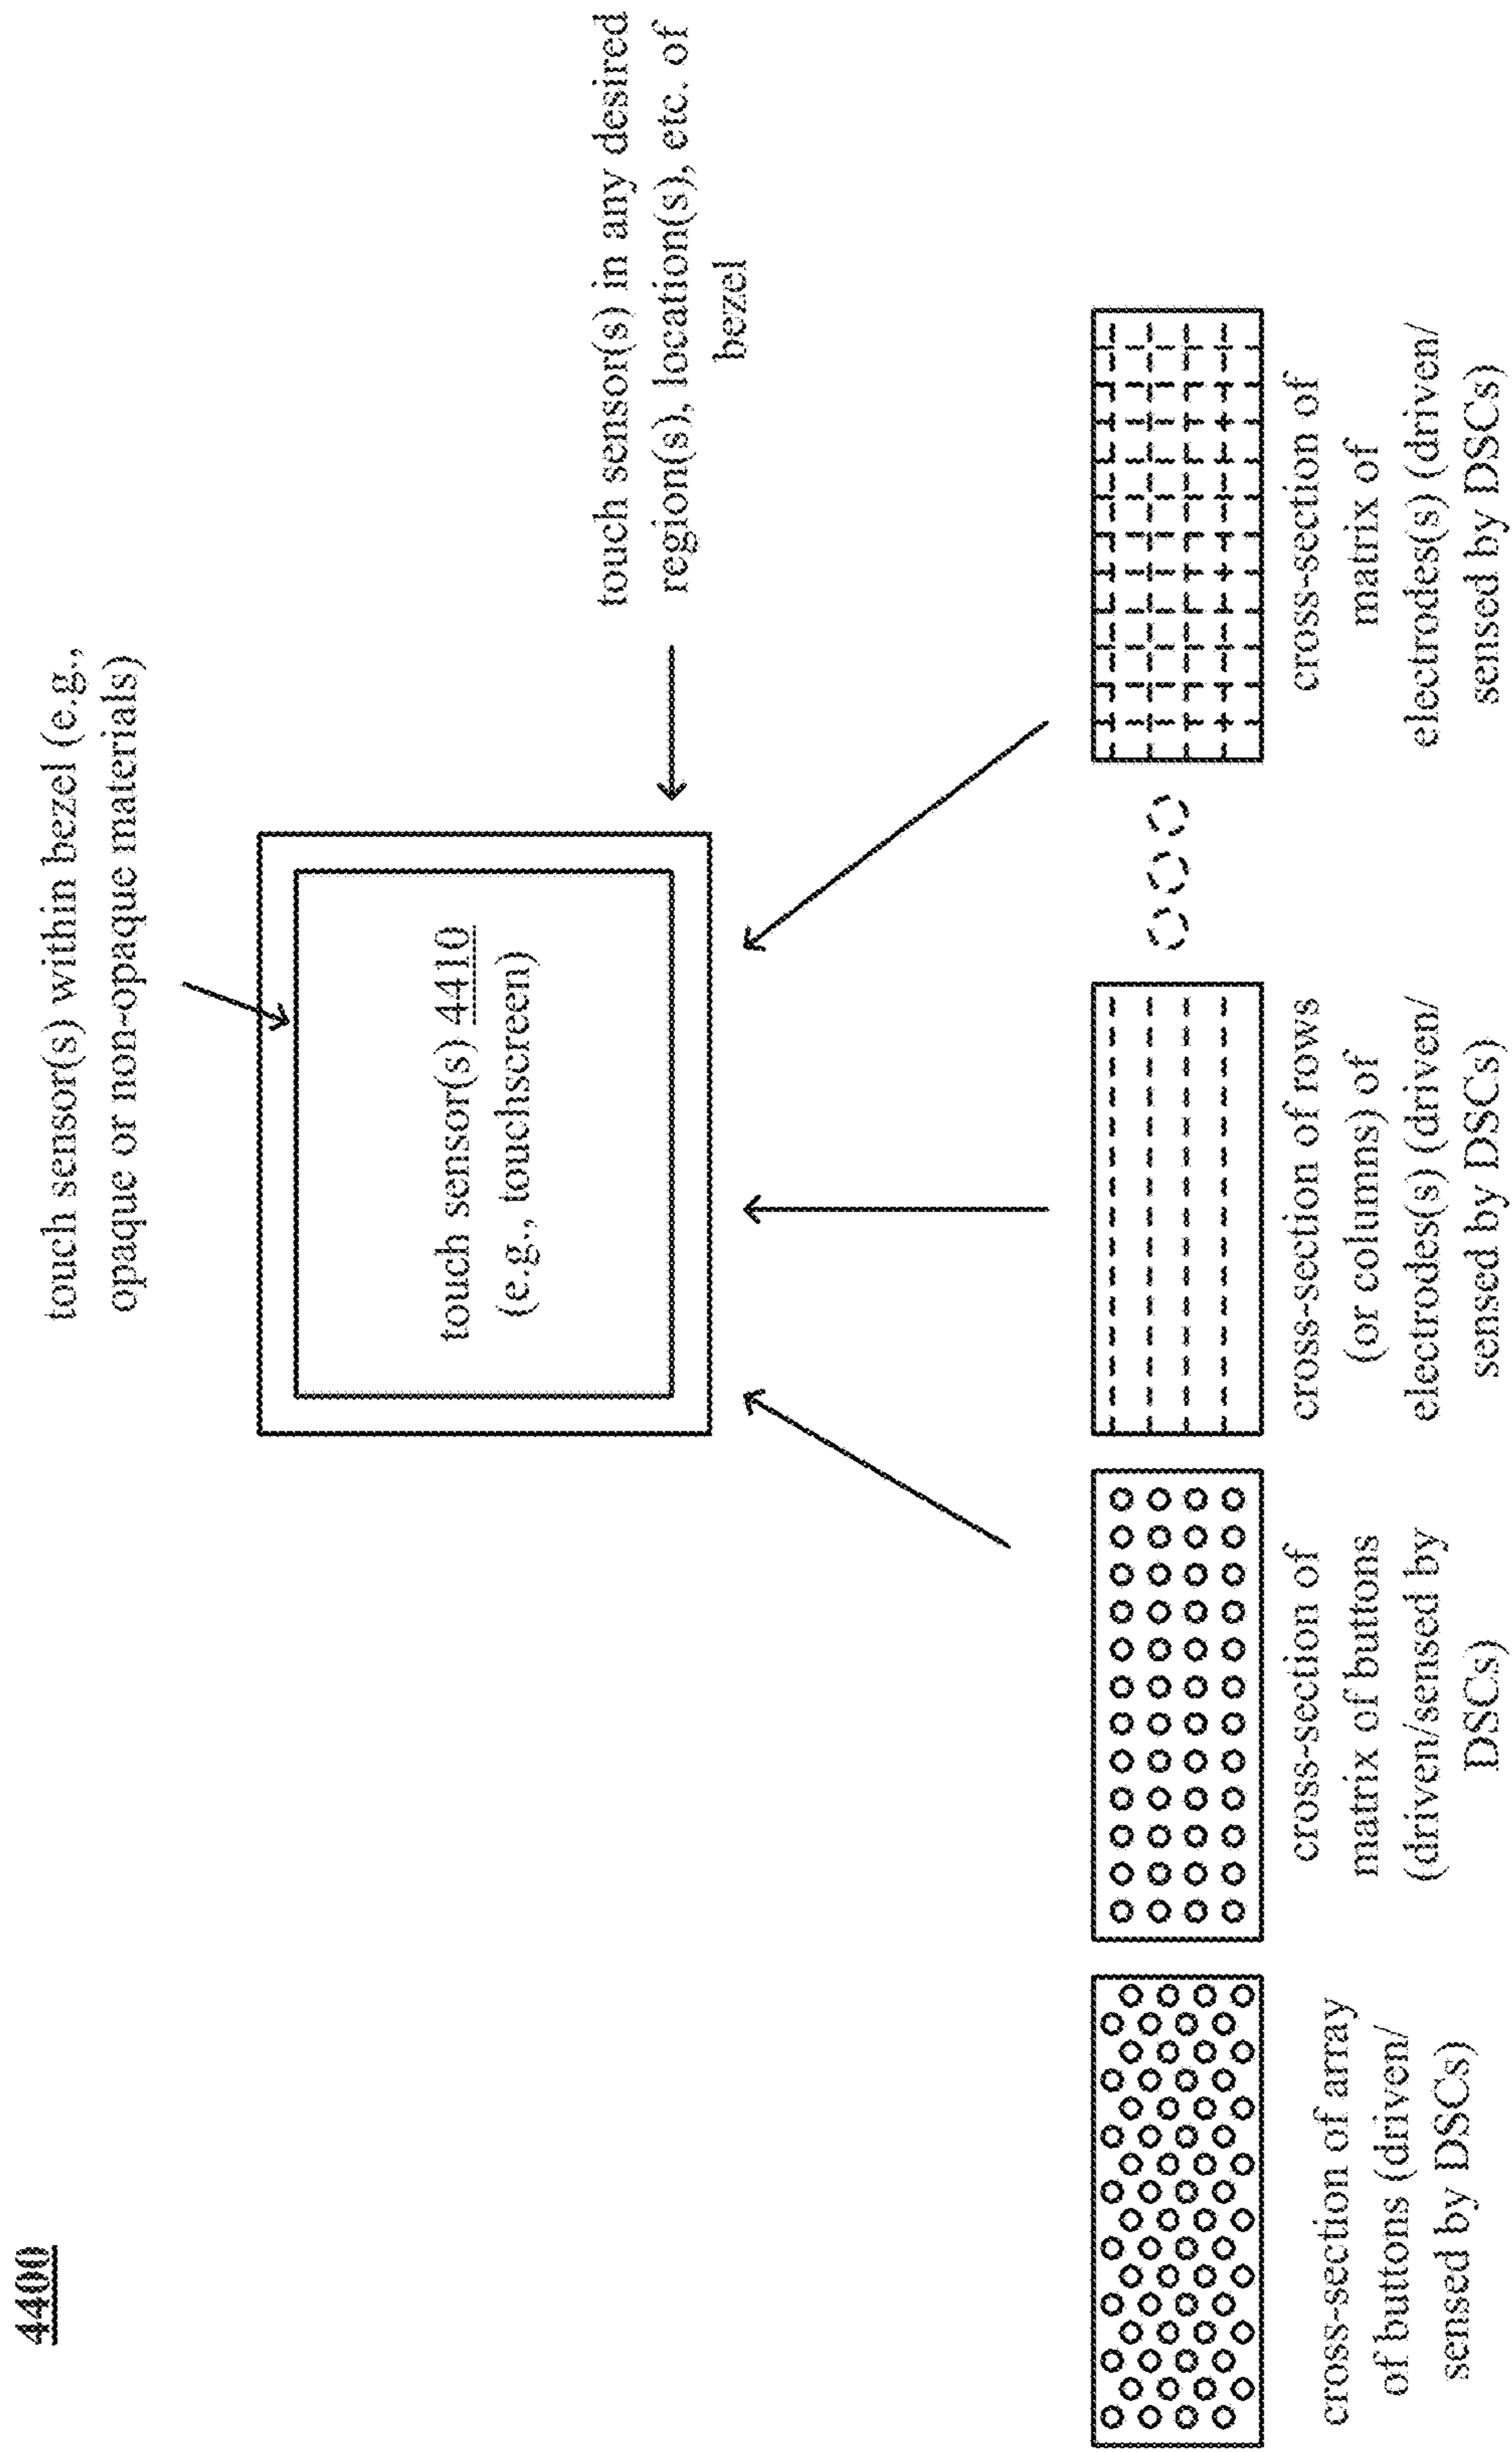 4400
touch sensor(s) within bezel (e.g.,
opaque or non-opaque materials)
touch sensor(s) 4410
(e.g., touchscreen)
touch sensor(s) in any desired
region(s), location(s), etc. of
bezel
cross-section of array
of buttons (driven/
sensed by DSCs)
cross-section of
matrix of buttons
(driven/sensed by
DSCs)
cross-section of rows
(or columns) of
electrodes(s) (driven/
sensed by DSCs)
cross-section of
matrix of
electrodes(s) (driven/
sensed by DSCs)